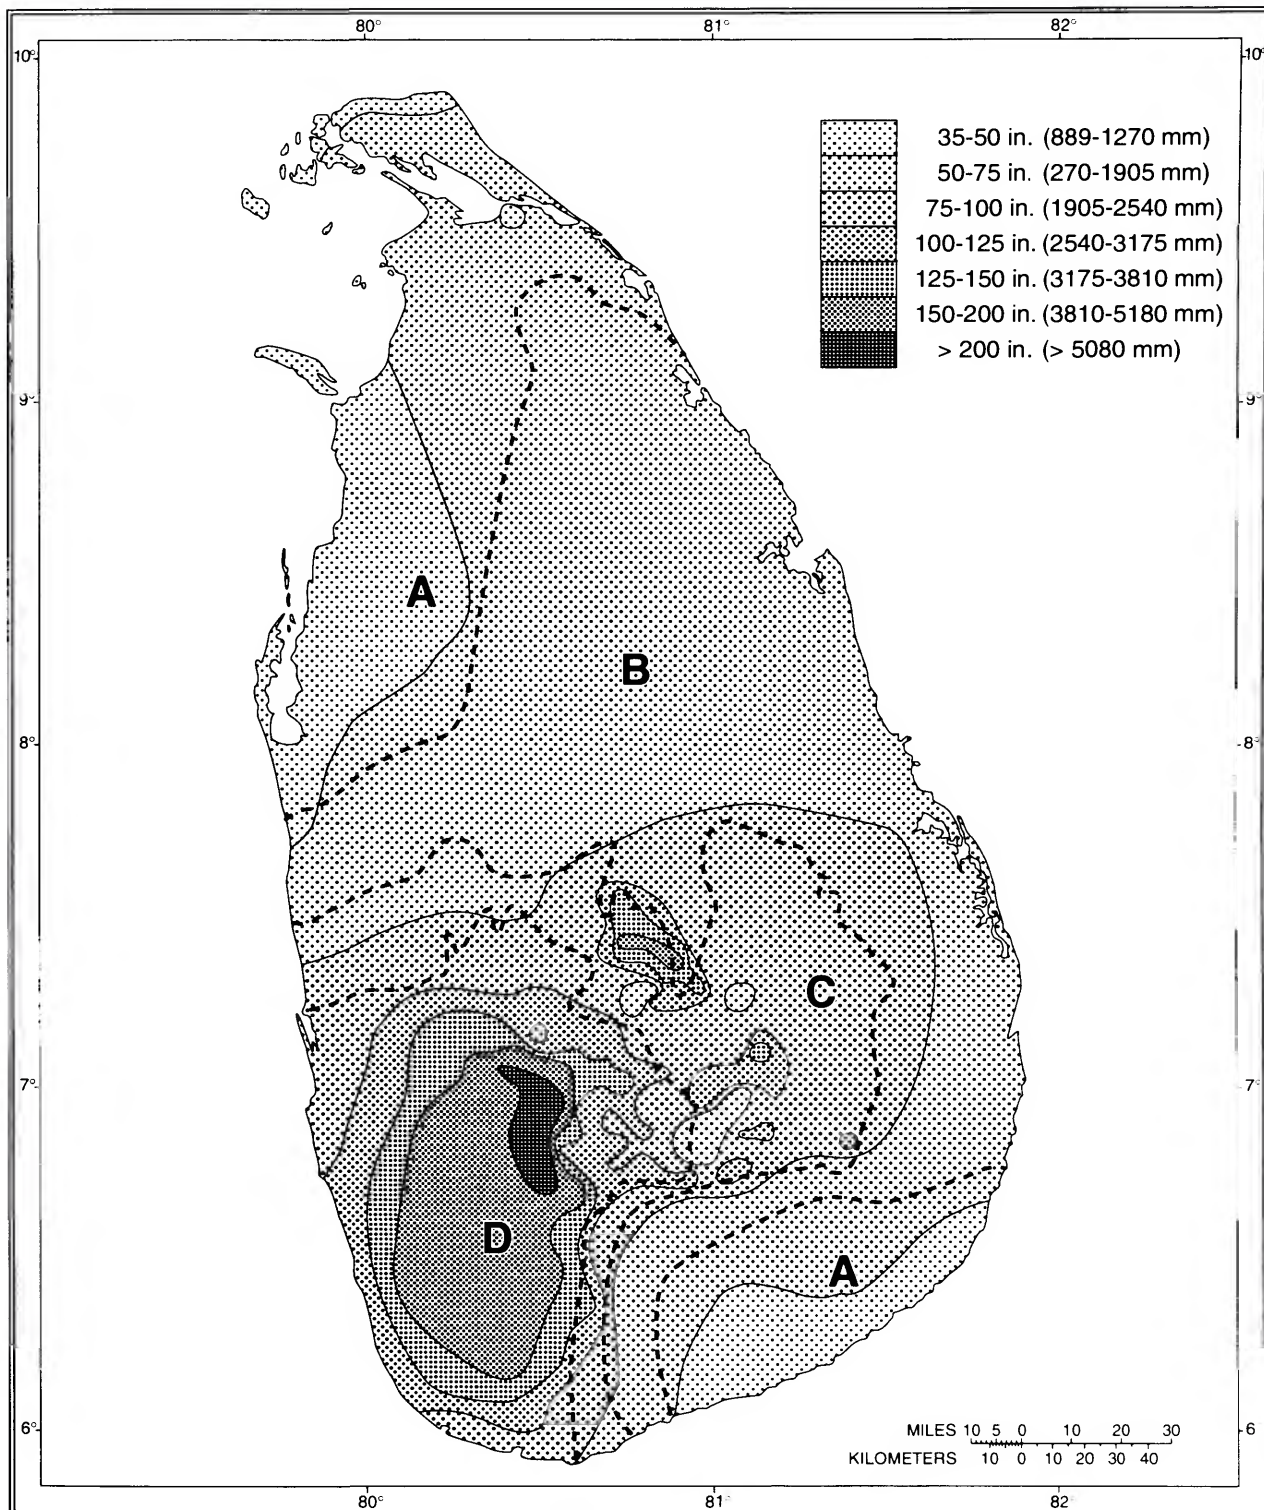 80° 81° 82°
10° 10°
35-50 in. (889-1270 mm)
50-75 in. (270-1905 mm)
75-100 in. (1905-2540 mm)
100-125 in. (2540-3175 mm)
125-150 in. (3175-3810 mm)
150-200 in. (3810-5180 mm)
> 200 in. (> 5080 mm)
9° 9°
A
B
8° 8°
C
7° 7°
D
A
6° 6°
MILES 10 5 0 10 20 30
KILOMETERS 10 0 10 20 30 40
80° 81° 82°